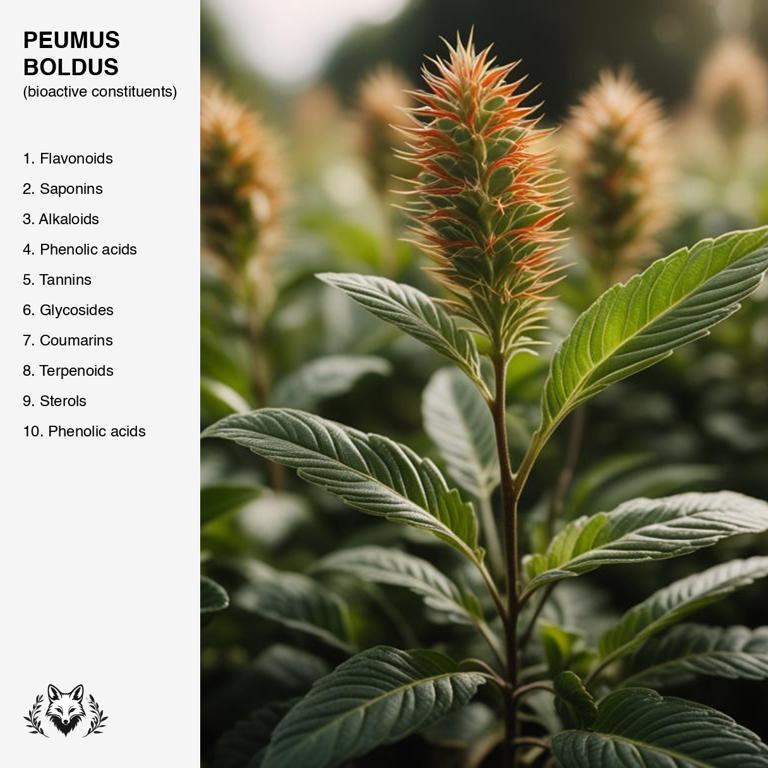 PEUMUS
BOLDUS
(bioactive constituents)
1. Flavonoids
2. Saponins
3. Alkaloids
4. Phenolic acids
5. Tannins
6. Glycosides
7. Coumarins
8. Terpenoids
9. Sterols
10. Phenolic acids